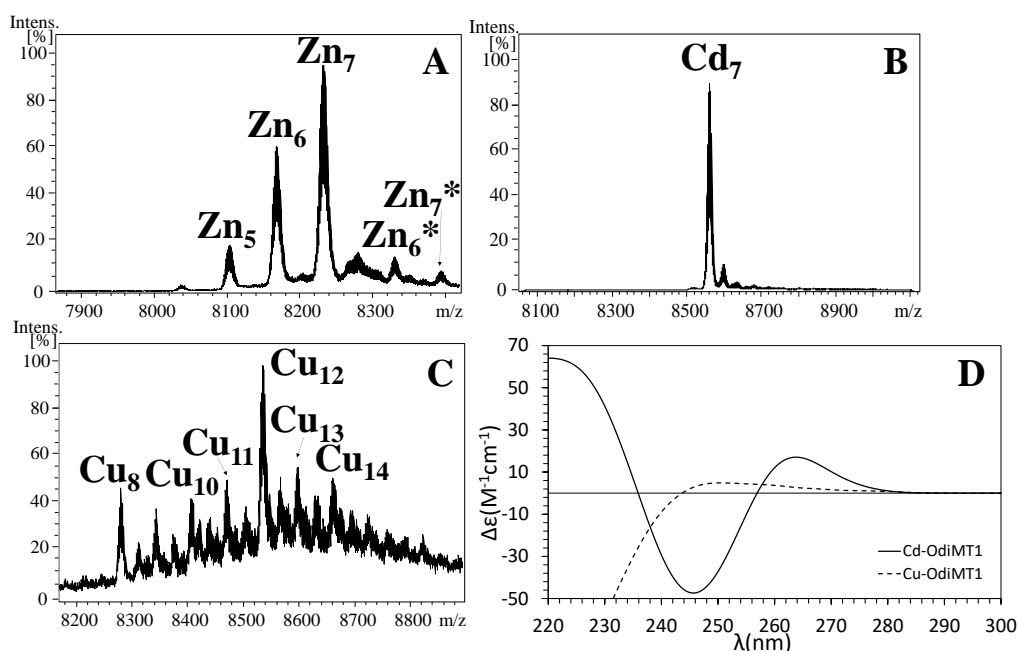 Intens.
[%]
100
80
60
40
20
0
A
Zn5
Zn6
Zn7
Zn6*
Zn7*
7900 8000 8100 8200 8300 m/z
Intens.
[%]
100
80
60
40
20
0
B
Cd7
8100 8300 8500 8700 8900 m/z
Intens.
[%]
100
80
60
40
20
0
C
Cu8
Cu10
Cu11
Cu12
Cu13
Cu14
8200 8300 8400 8500 8600 8700 8800 m/z
Δε(M-1cm-1)
70
50
30
10
-10
-30
-50
D
Cd-OdiMT1
Cu-OdiMT1
220 230 240 250 260 270 280 290 300
λ(nm)